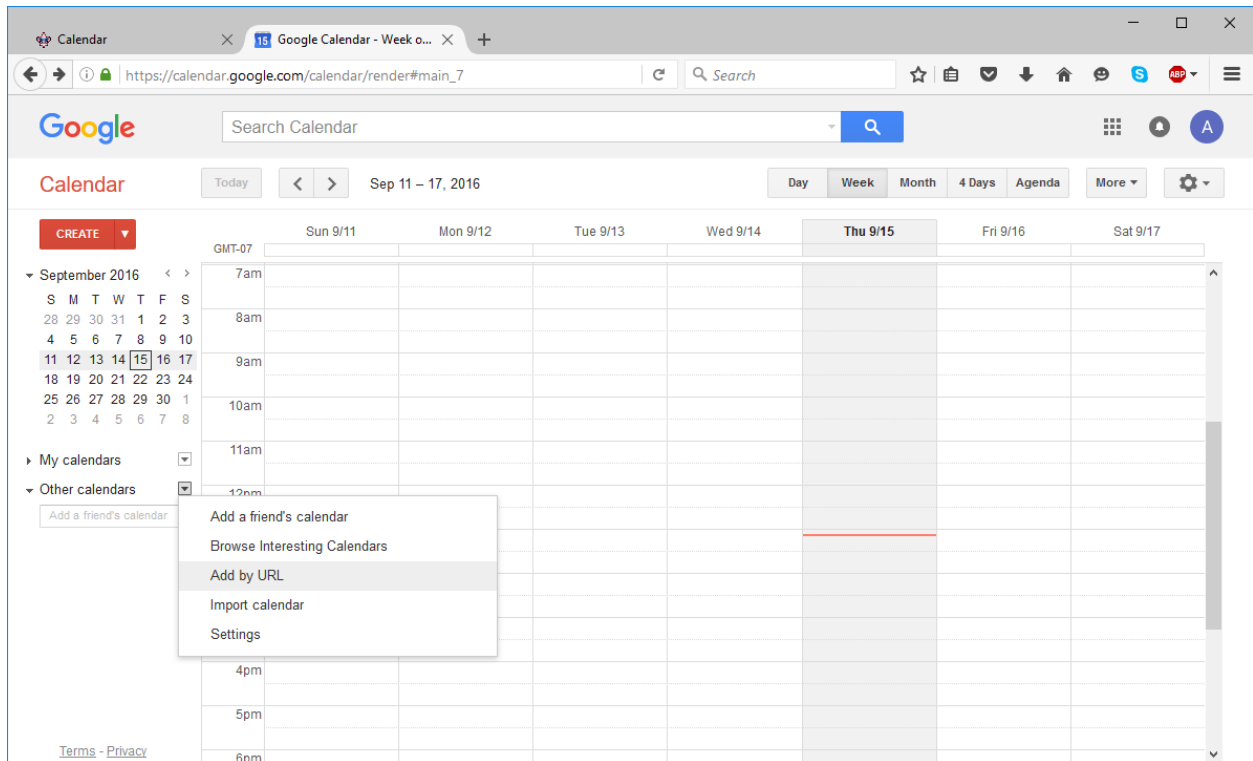 Calendar
15 Google Calendar - Week o...
https://calendar.google.com/calendar/render#main_7
Search
ABP
Google
Search Calendar
A
Calendar
Today
Sep 11 – 17, 2016
Day Week Month 4 Days Agenda
More
CREATE
Sun 9/11 Mon 9/12 Tue 9/13 Wed 9/14 Thu 9/15 Fri 9/16 Sat 9/17
GMT-07
September 2016
S M T W T F S
28 29 30 31 1 2 3
4 5 6 7 8 9 10
11 12 13 14 15 16 17
18 19 20 21 22 23 24
25 26 27 28 29 30 1
2 3 4 5 6 7 8
My calendars
Other calendars
Add a friend's calendar
7am
8am
9am
10am
11am
12pm
Add a friend's calendar
Browse Interesting Calendars
Add by URL
Import calendar
Settings
4pm
5pm
6pm
Terms - Privacy